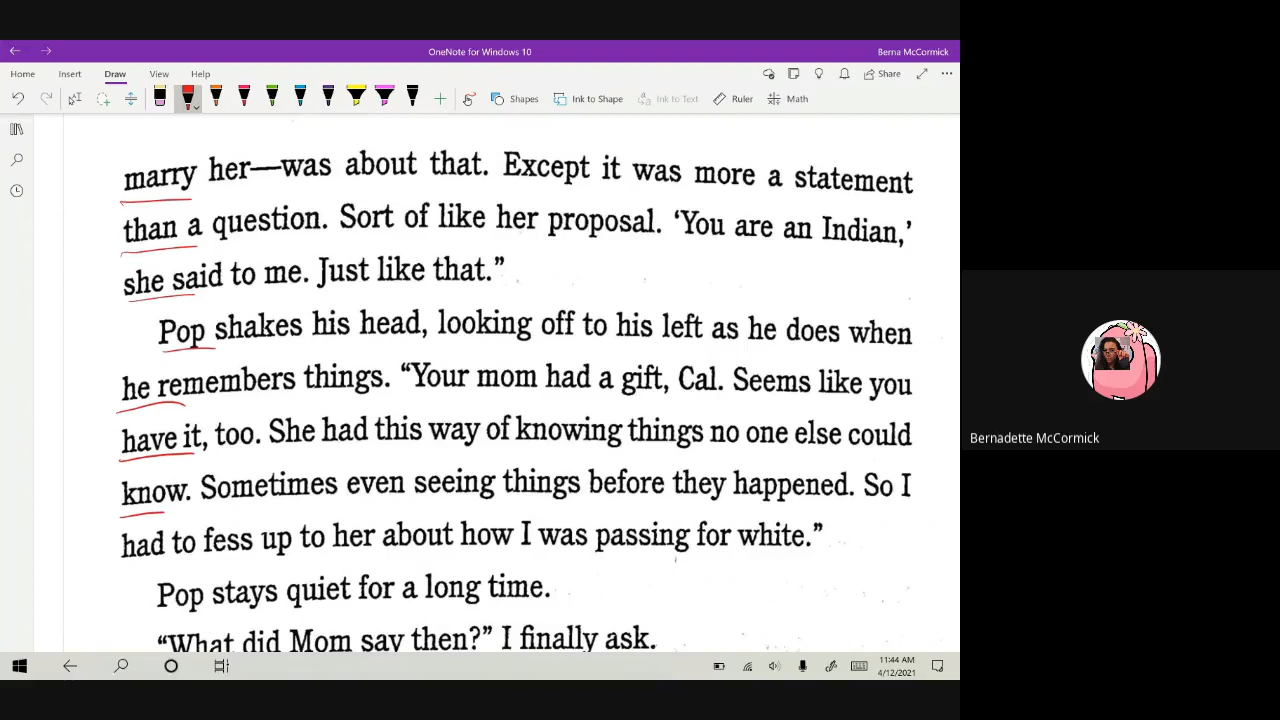 OneNote for Windows 10
Berna McCormick
Home Insert Draw View Help
Share
Shapes Ink to Shape Ink to Text Ruler Math
marry her—was about that. Except it was more a statement
than a question. Sort of like her proposal. ‘You are an Indian,’
she said to me. Just like that.”
Pop shakes his head, looking off to his left as he does when
he remembers things. “Your mom had a gift, Cal. Seems like you
have it, too. She had this way of knowing things no one else could
know. Sometimes even seeing things before they happened. So I
had to fess up to her about how I was passing for white.”
Pop stays quiet for a long time.
“What did Mom say then?” I finally ask.
Bernadette McCormick
11:44 AM
4/12/2021